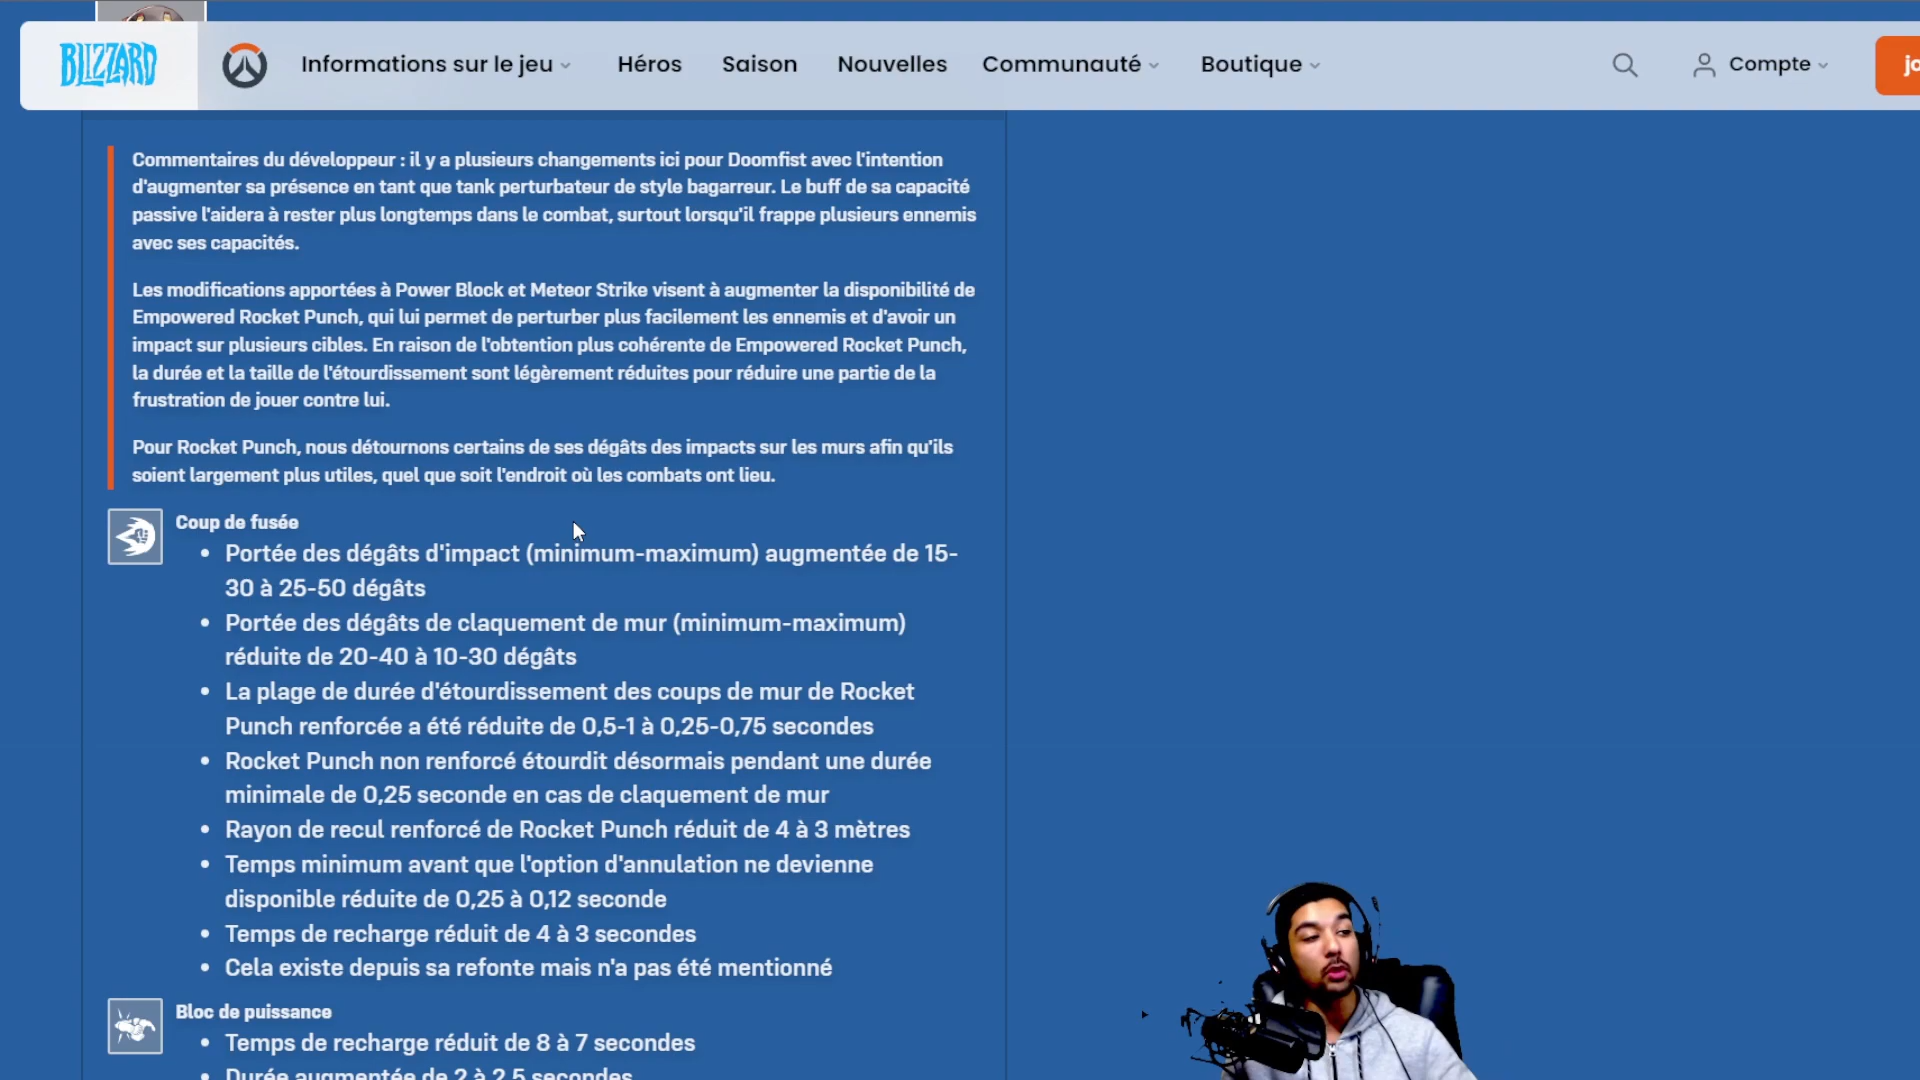 BLIZZARD
Informations sur le jeu
Héros
Saison
Nouvelles
Communauté
Boutique
Compte
jo
Commentaires du développeur : il y a plusieurs changements ici pour Doomfist avec l'intention
d'augmenter sa présence en tant que tank perturbateur de style bagarreur. Le buff de sa capacité
passive l'aidera à rester plus longtemps dans le combat, surtout lorsqu'il frappe plusieurs ennemis
avec ses capacités.
Les modifications apportées à Power Block et Meteor Strike visent à augmenter la disponibilité de
Empowered Rocket Punch, qui lui permet de perturber plus facilement les ennemis et d'avoir un
impact sur plusieurs cibles. En raison de l'obtention plus cohérente de Empowered Rocket Punch,
la durée et la taille de l'étourdissement sont légèrement réduites pour réduire une partie de la
frustration de jouer contre lui.
Pour Rocket Punch, nous détournons certains de ses dégâts des impacts sur les murs afin qu'ils
soient largement plus utiles, quel que soit l'endroit où les combats ont lieu.
Coup de fusée
• Portée des dégâts d'impact (minimum-maximum) augmentée de 15-
30 à 25-50 dégâts
• Portée des dégâts de claquement de mur (minimum-maximum)
réduite de 20-40 à 10-30 dégâts
• La plage de durée d'étourdissement des coups de mur de Rocket
Punch renforcée a été réduite de 0,5-1 à 0,25-0,75 secondes
• Rocket Punch non renforcé étourdit désormais pendant une durée
minimale de 0,25 seconde en cas de claquement de mur
• Rayon de recul renforcé de Rocket Punch réduit de 4 à 3 mètres
• Temps minimum avant que l'option d'annulation ne devienne
disponible réduite de 0,25 à 0,12 seconde
• Temps de recharge réduit de 4 à 3 secondes
• Cela existe depuis sa refonte mais n'a pas été mentionné
Bloc de puissance
• Temps de recharge réduit de 8 à 7 secondes
• Durée augmentée de 2 à 2,5 secondes